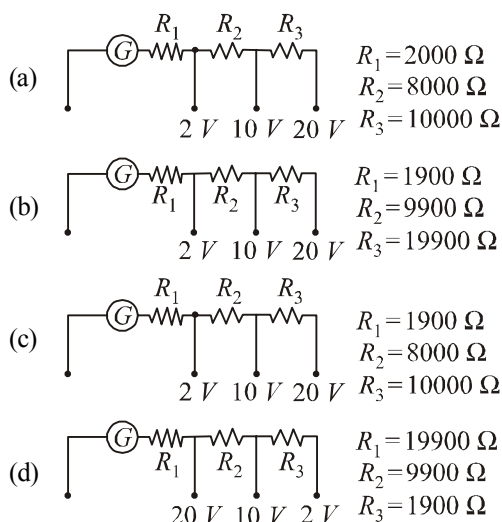 (a) G R₁ R₂ R₃ 2 V 10 V 20 V
R₁=2000 Ω
R₂=8000 Ω
R₃=10000 Ω
(b) G R₁ R₂ R₃ 2 V 10 V 20 V
R₁=1900 Ω
R₂=9900 Ω
R₃=19900 Ω
(c) G R₁ R₂ R₃ 2 V 10 V 20 V
R₁=1900 Ω
R₂=8000 Ω
R₃=10000 Ω
(d) G R₁ R₂ R₃ 20 V 10 V 2 V
R₁=19900 Ω
R₂=9900 Ω
R₃=1900 Ω